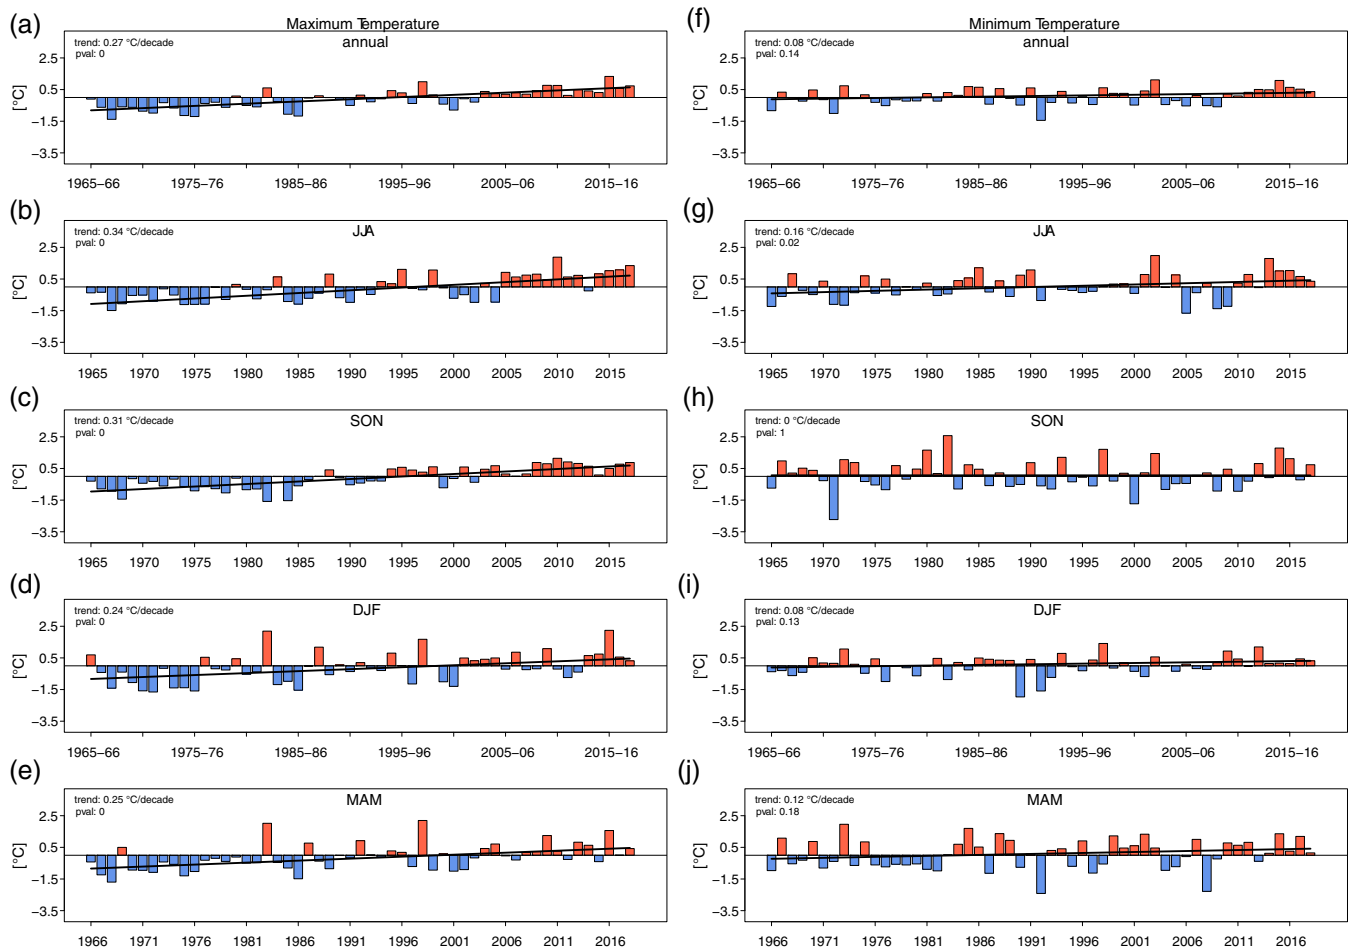 (a)
Maximum Temperature
annual
trend: 0.27 °C/decade
pval: 0
[°C]
2.5
0.5
−1.5
−3.5
1965−66 1975−76 1985−86 1995−96 2005−06 2015−16
(b)
JJA
trend: 0.34 °C/decade
pval: 0
[°C]
2.5
0.5
−1.5
−3.5
1965 1970 1975 1980 1985 1990 1995 2000 2005 2010 2015
(c)
SON
trend: 0.31 °C/decade
pval: 0
[°C]
2.5
0.5
−1.5
−3.5
1965 1970 1975 1980 1985 1990 1995 2000 2005 2010 2015
(d)
DJF
trend: 0.24 °C/decade
pval: 0
[°C]
2.5
0.5
−1.5
−3.5
1965−66 1975−76 1985−86 1995−96 2005−06 2015−16
(e)
MAM
trend: 0.25 °C/decade
pval: 0
[°C]
2.5
0.5
−1.5
−3.5
1966 1971 1976 1981 1986 1991 1996 2001 2006 2011 2016
(f)
Minimum Temperature
annual
trend: 0.08 °C/decade
pval: 0.14
[°C]
2.5
0.5
−1.5
−3.5
1965−66 1975−76 1985−86 1995−96 2005−06 2015−16
(g)
JJA
trend: 0.16 °C/decade
pval: 0.02
[°C]
2.5
0.5
−1.5
−3.5
1965 1970 1975 1980 1985 1990 1995 2000 2005 2010 2015
(h)
SON
trend: 0 °C/decade
pval: 1
[°C]
2.5
0.5
−1.5
−3.5
1965 1970 1975 1980 1985 1990 1995 2000 2005 2010 2015
(i)
DJF
trend: 0.08 °C/decade
pval: 0.13
[°C]
2.5
0.5
−1.5
−3.5
1965−66 1975−76 1985−86 1995−96 2005−06 2015−16
(j)
MAM
trend: 0.12 °C/decade
pval: 0.18
[°C]
2.5
0.5
−1.5
−3.5
1966 1971 1976 1981 1986 1991 1996 2001 2006 2011 2016